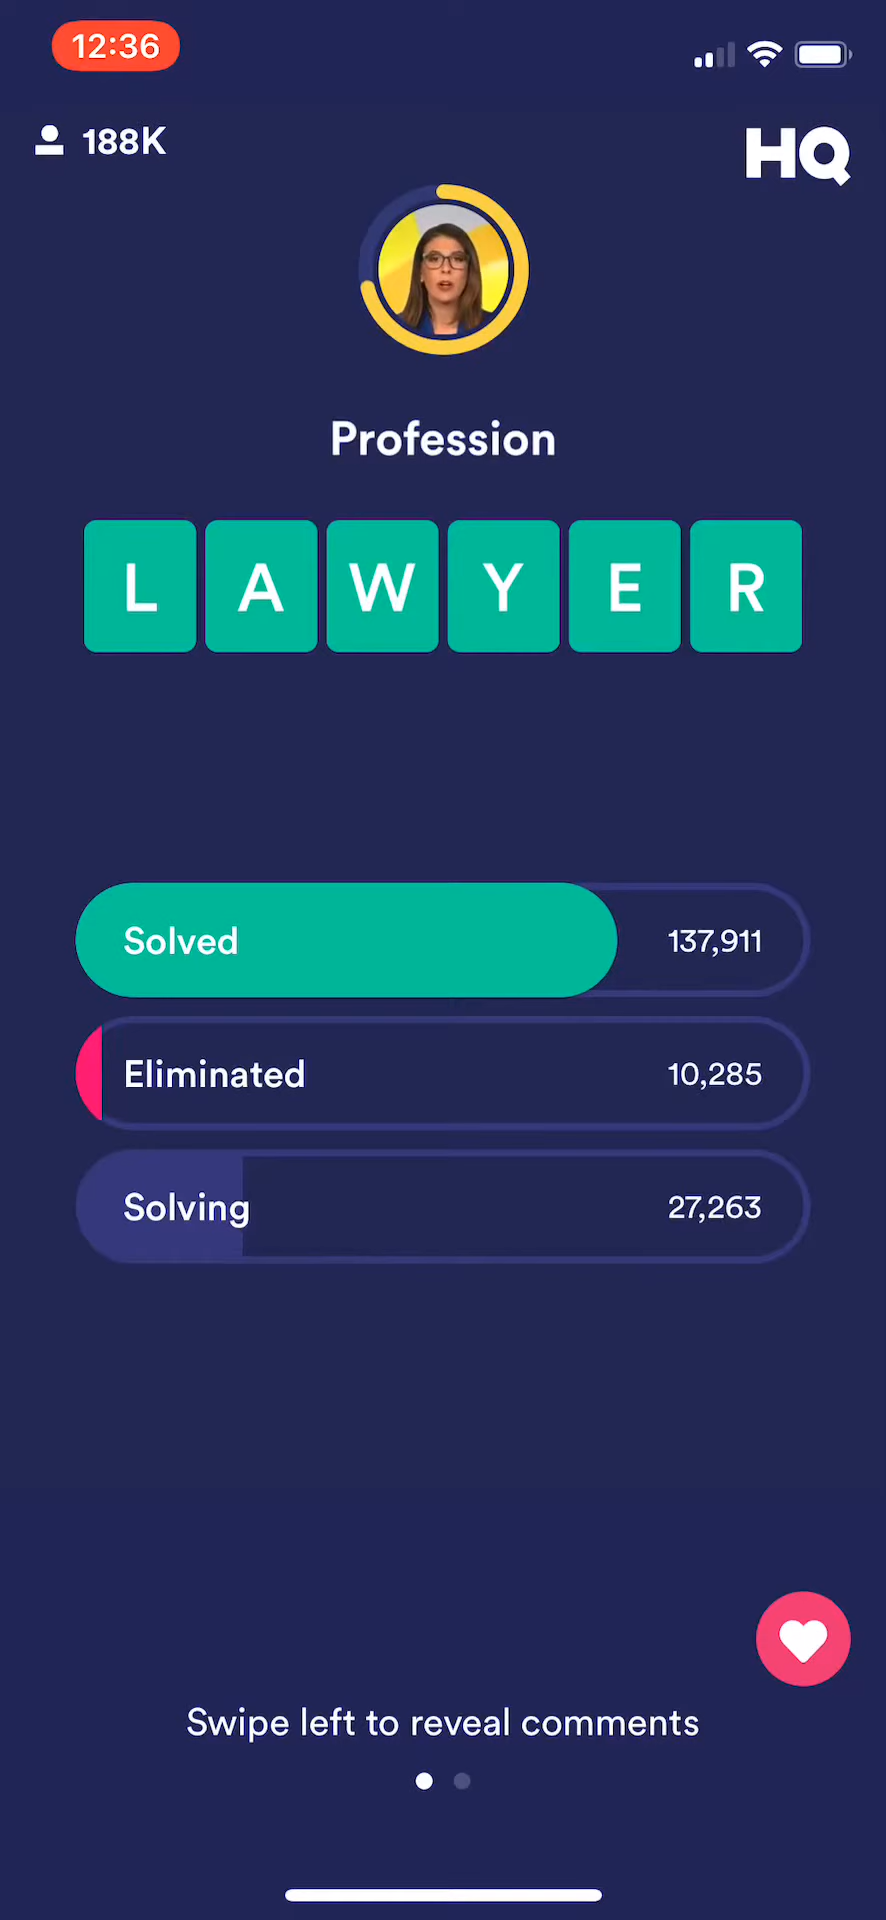 12:36
188K
HQ
Profession
LAWYER
Solved 137,911
Eliminated 10,285
Solving 27,263
Swipe left to reveal comments